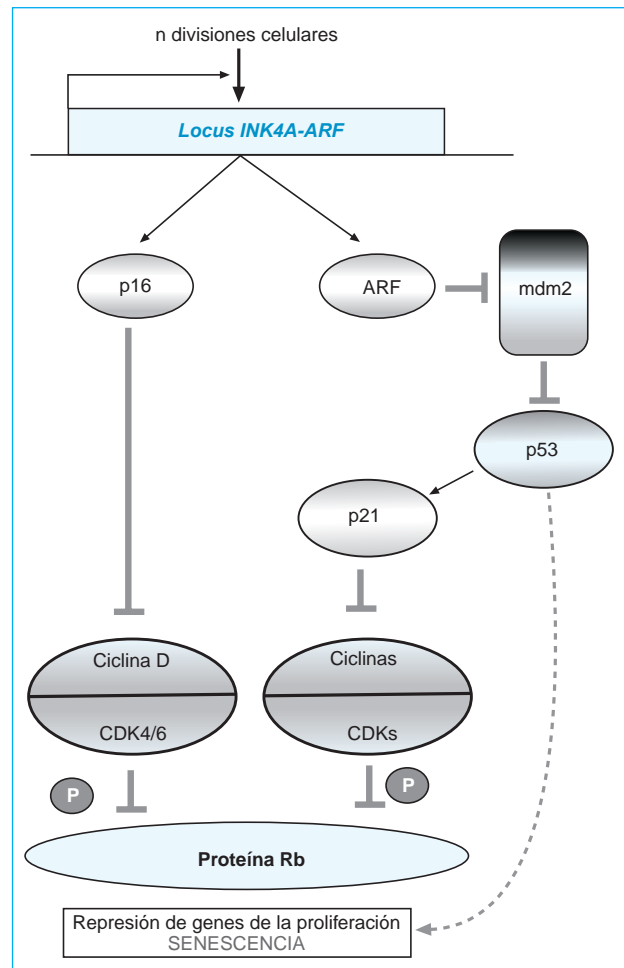 n divisiones celulares
Locus INK4A-ARF
p16
ARF
mdm2
p53
p21
Ciclina D
CDK4/6
Ciclinas
CDKs
P
P
Proteína Rb
Represión de genes de la proliferación
SENESCENCIA